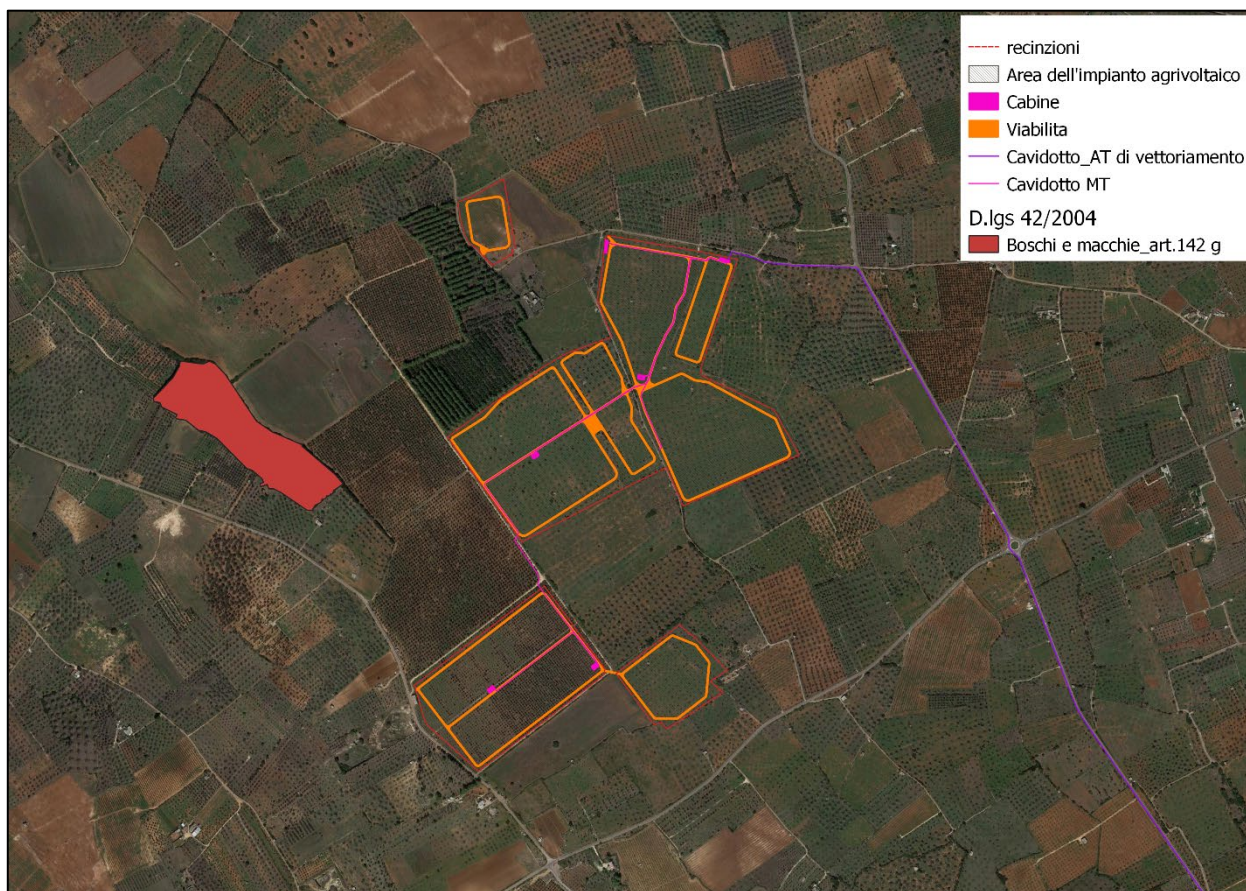 recinzioni
Area dell'impianto agrivoltaico
Cabine
Viabilita
Cavidotto_AT di vettoriamento
Cavidotto MT
D.lgs 42/2004
Boschi e macchie_art.142 g